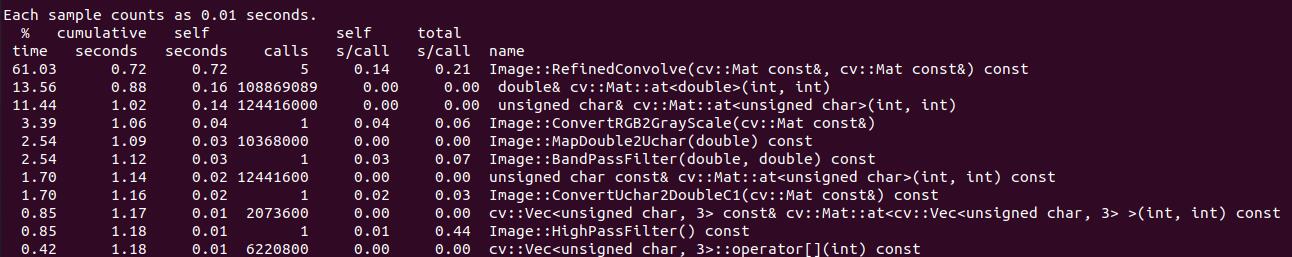 Each sample counts as 0.01 seconds.
  %   cumulative   self              self     total
 time   seconds   seconds    calls   s/call   s/call  name
 61.03      0.72     0.72        5     0.14     0.21  Image::RefinedConvolve(cv::Mat const&, cv::Mat const&) const
 13.56      0.88     0.16 108869089     0.00     0.00  double& cv::Mat::at<double>(int, int)
 11.44      1.02     0.14 124416000     0.00     0.00  unsigned char& cv::Mat::at<unsigned char>(int, int)
  3.39      1.06     0.04        1     0.04     0.06  Image::ConvertRGB2GrayScale(cv::Mat const&)
  2.54      1.09     0.03 10368000     0.00     0.00  Image::MapDouble2Uchar(double) const
  2.54      1.12     0.03        1     0.03     0.07  Image::BandPassFilter(double, double) const
  1.70      1.14     0.02 12441600     0.00     0.00  unsigned char const& cv::Mat::at<unsigned char>(int, int) const
  1.70      1.16     0.02        1     0.02     0.03  Image::ConvertUchar2DoubleC1(cv::Mat const&) const
  0.85      1.17     0.01  2073600     0.00     0.00  cv::Vec<unsigned char, 3> const& cv::Mat::at<cv::Vec<unsigned char, 3> >(int, int) const
  0.85      1.18     0.01        1     0.01     0.44  Image::HighPassFilter() const
  0.42      1.18     0.01  6220800     0.00     0.00  cv::Vec<unsigned char, 3>::operator[](int) const